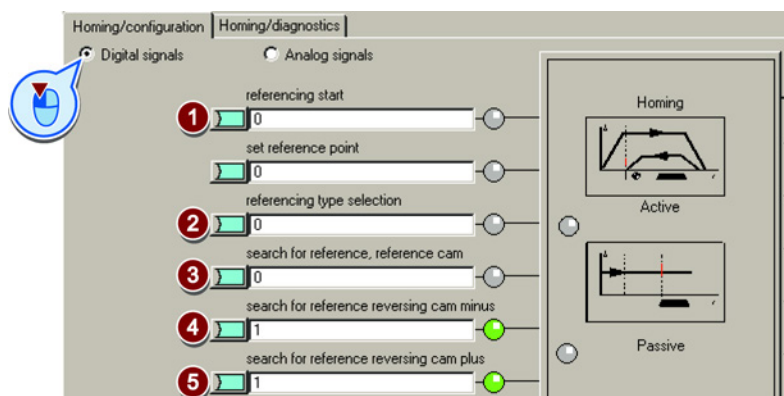 Homing/configuration Homing/diagnostics
Digital signals Analog signals
referencing start
1 0
set reference point
0
referencing type selection
2 0
search for reference, reference cam
3 0
search for reference reversing cam minus
4 1
search for reference reversing cam plus
5 1
Homing
Active
Passive